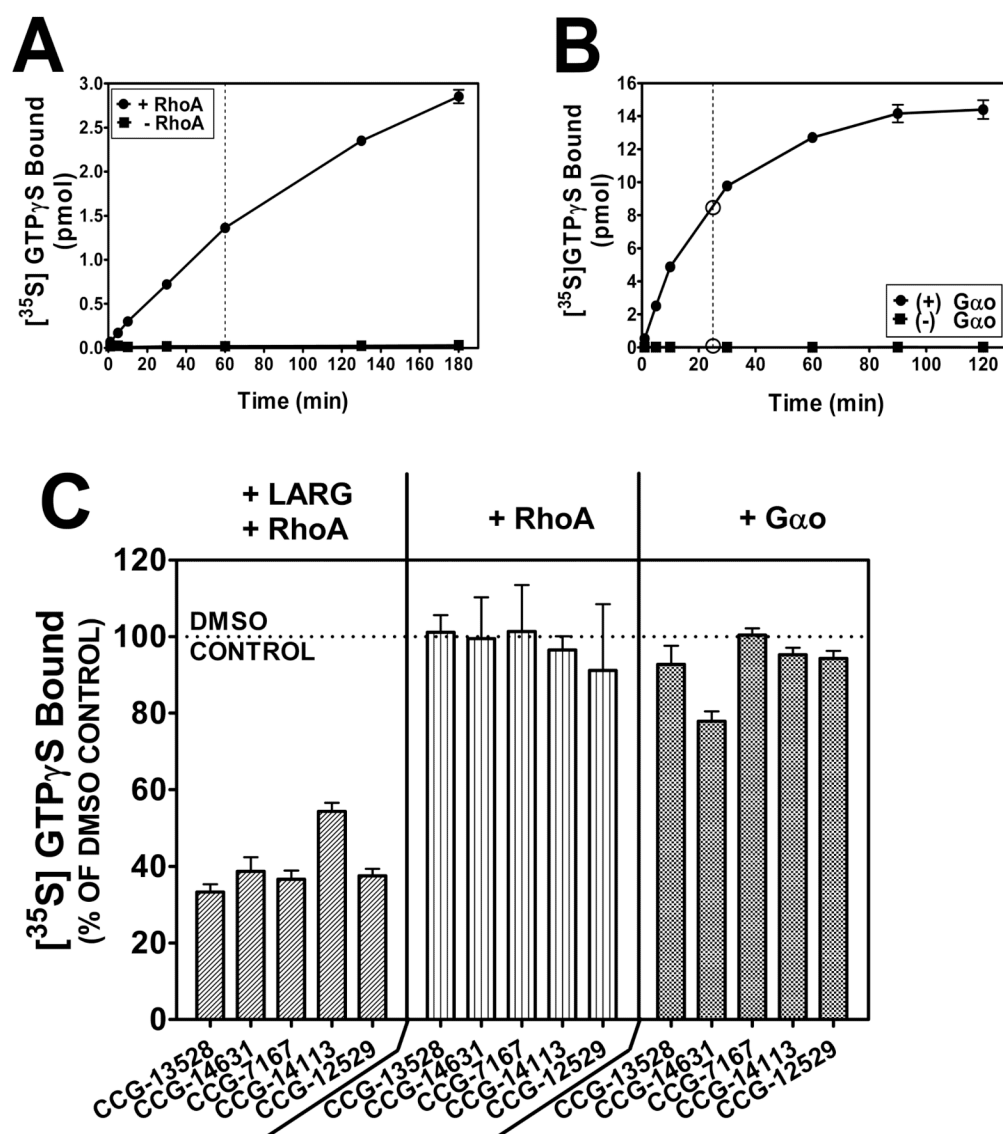 A
B
[³⁵S] GTPγS Bound
(pmol)
3.0
2.5
2.0
1.5
1.0
0.5
0.0
+ RhoA
- RhoA
0 20 40 60 80 100 120 140 160 180
Time (min)
[³⁵S]GTPγS Bound
(pmol)
16
14
12
10
8
6
4
2
0
(+) Gαo
(-) Gαo
0 20 40 60 80 100 120
Time (min)
C
+ LARG
+ RhoA
+ RhoA
+ Gαo
[³⁵S] GTPγS Bound
(% OF DMSO CONTROL)
120
100
80
60
40
20
0
DMSO
CONTROL
CCG-13528
CCG-14631
CCG-7167
CCG-14113
CCG-12529
CCG-13528
CCG-14631
CCG-7167
CCG-14113
CCG-12529
CCG-13528
CCG-14631
CCG-7167
CCG-14113
CCG-12529